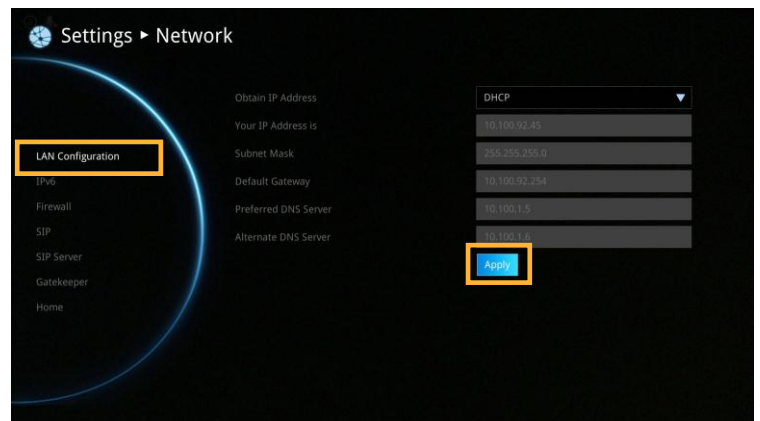 Settings ▸ Network
Obtain IP Address DHCP
Your IP Address is 10.100.92.45
LAN Configuration Subnet Mask 255.255.255.0
IPv6 Default Gateway 10.100.92.254
Firewall Preferred DNS Server 10.100.1.5
SIP Alternate DNS Server 10.100.1.6
SIP Server Apply
Gatekeeper
Home